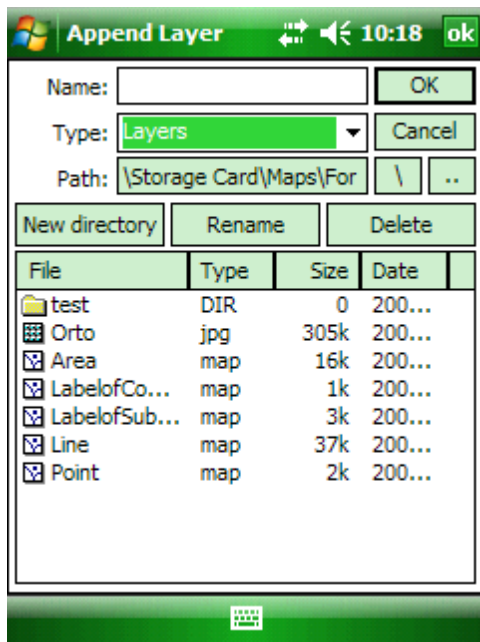 Append Layer 10:18 ok
Name: OK
Type: Layers Cancel
Path: \Storage Card\Maps\For \ ..
New directory Rename Delete
File Type Size Date
test DIR 0 200...
Orto jpg 305k 200...
Area map 16k 200...
LabelofCo... map 1k 200...
LabelofSub... map 3k 200...
Line map 37k 200...
Point map 2k 200...